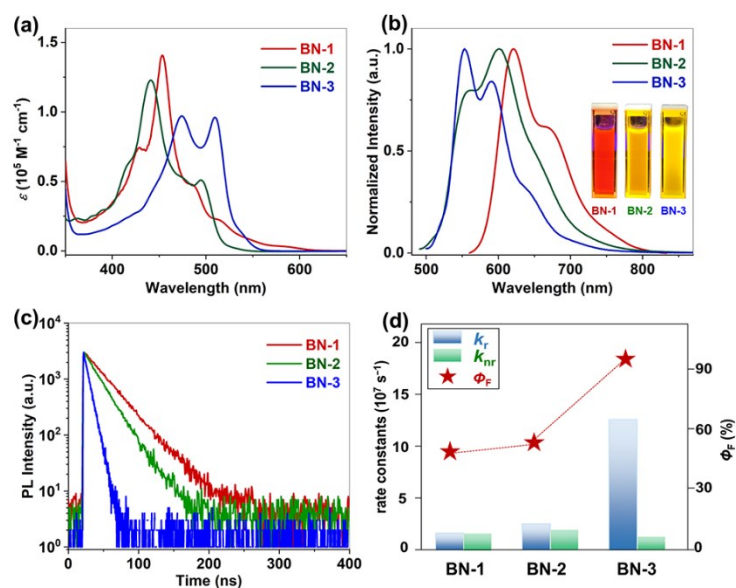 (a)
BN-1
BN-2
BN-3
ε (10⁵ M⁻¹ cm⁻¹)
1.5
1.0
0.5
0.0
400 500 600
Wavelength (nm)
(b)
BN-1
BN-2
BN-3
Normalized Intensity (a.u.)
1.0
0.5
0.0
500 600 700 800
Wavelength (nm)
BN-1 BN-2 BN-3
(c)
BN-1
BN-2
BN-3
PL Intensity (a.u.)
10⁴
10³
10²
10¹
10⁰
0 100 200 300 400
Time (ns)
(d)
kr
knr
ΦF
rate constants (10⁷ s⁻¹)
20
15
10
5
0
90
60
30
0
ΦF (%)
BN-1 BN-2 BN-3